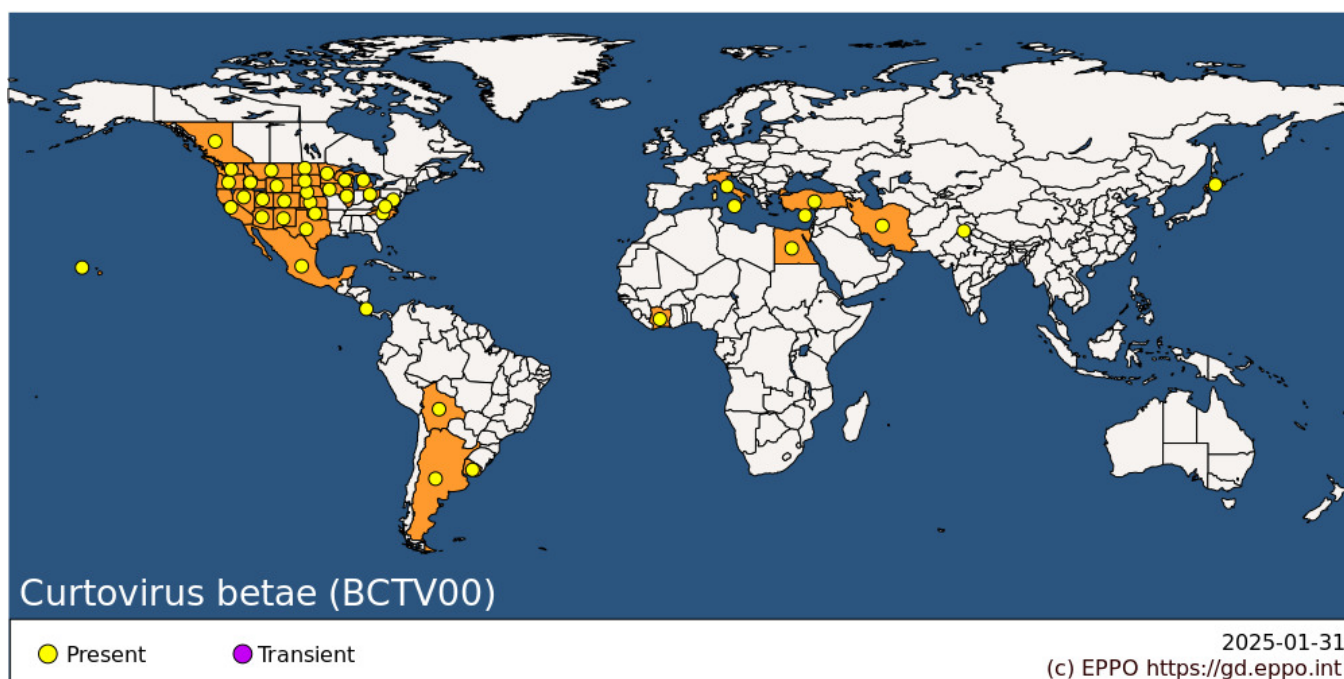 Curtovirus betae (BCTV00)
Present
Transient
2025-01-31
(c) EPPO https://gd.eppo.int